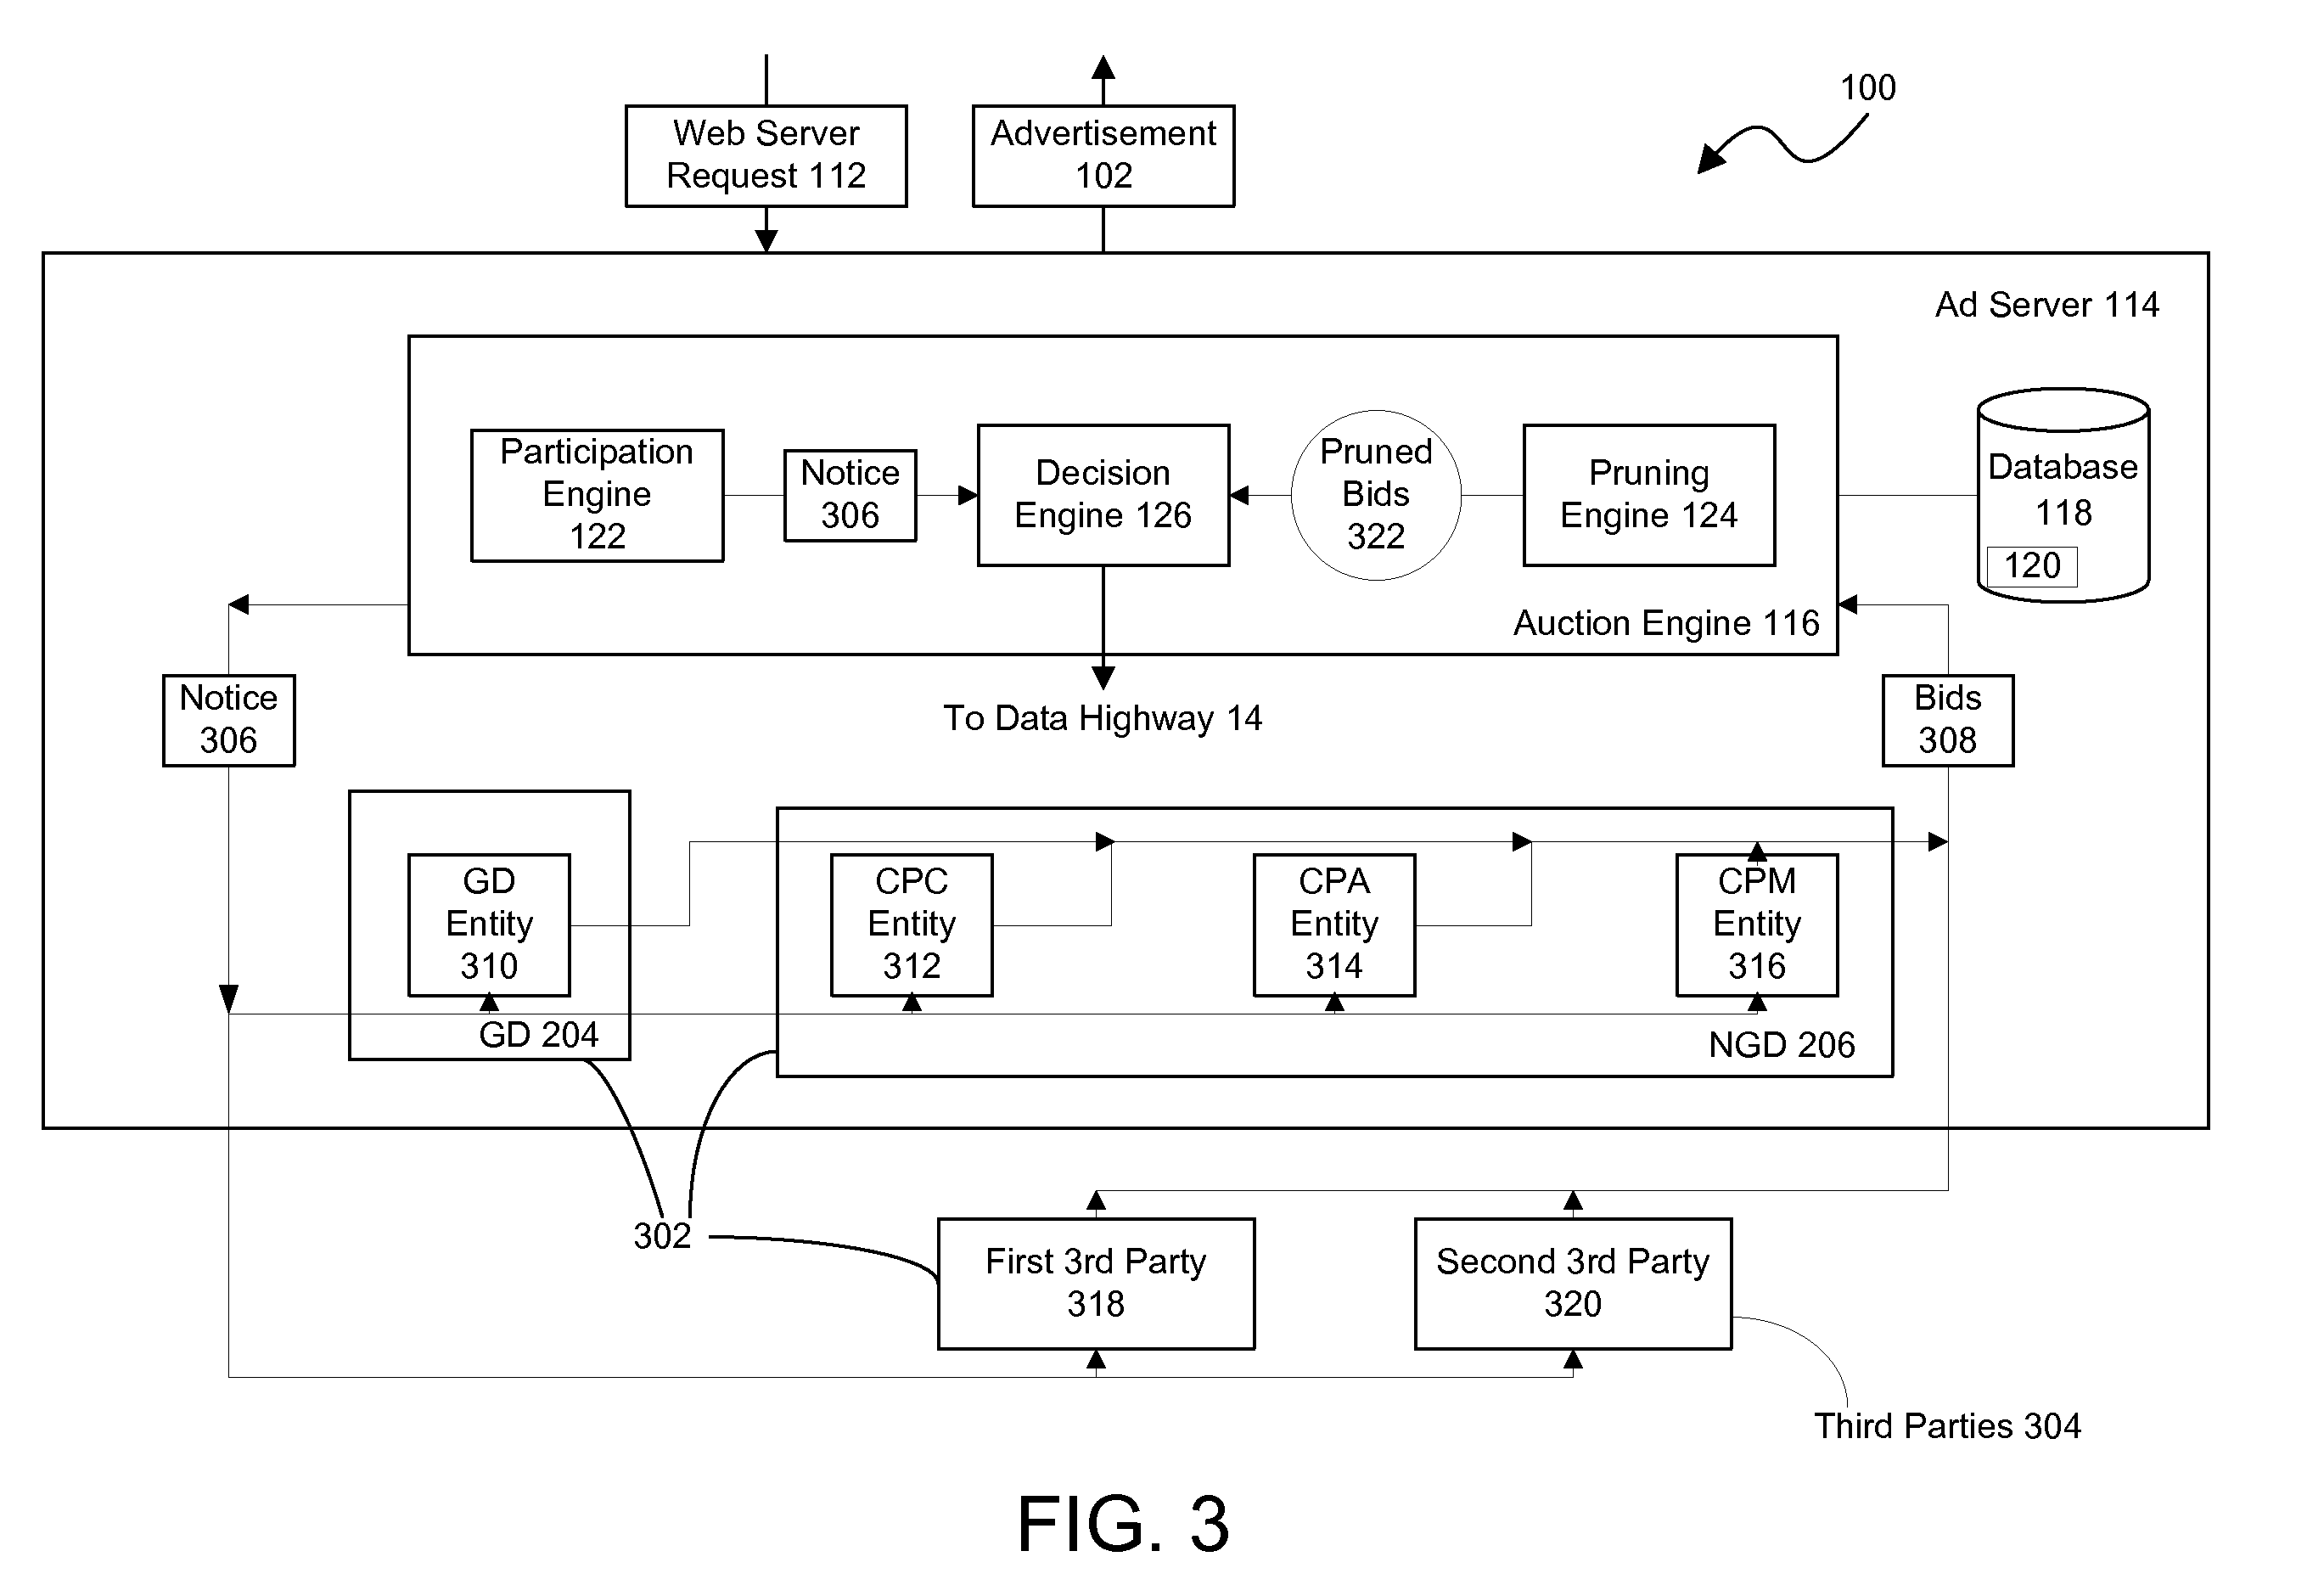 100
Web Server
Request 112
Advertisement
102
Ad Server 114
Participation
Engine
122
Notice
306
Decision
Engine 126
Pruned
Bids
322
Pruning
Engine 124
Database
118
120
Auction Engine 116
Notice
306
To Data Highway 14
Bids
308
GD
Entity
310
GD 204
CPC
Entity
312
CPA
Entity
314
CPM
Entity
316
NGD 206
302
First 3rd Party
318
Second 3rd Party
320
Third Parties 304
FIG. 3